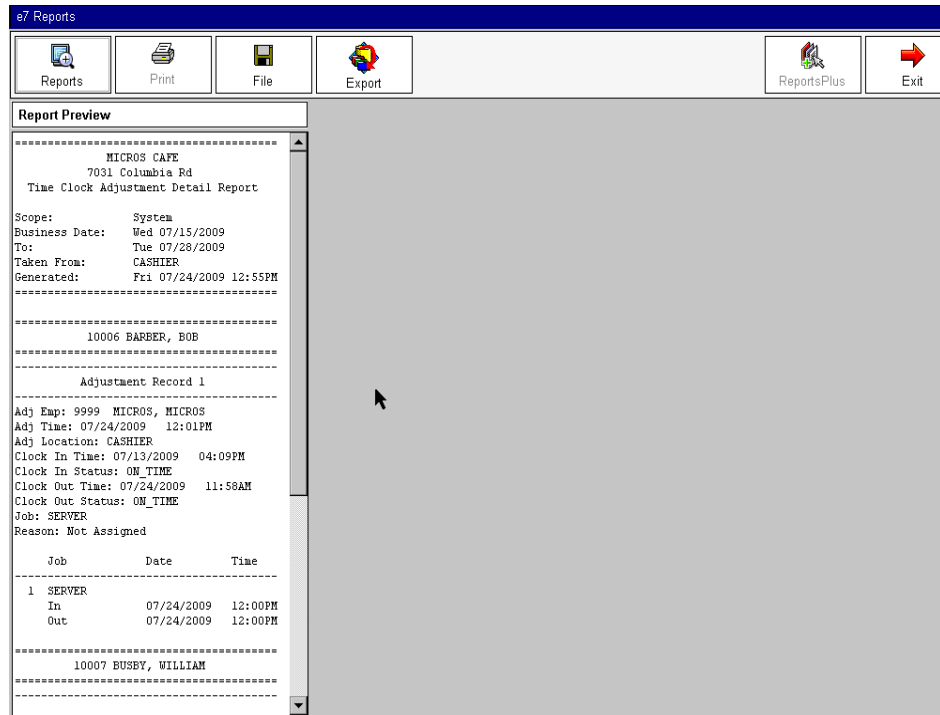 e7 Reports
Reports
Print
File
Export
ReportsPlus
Exit
Report Preview
========================================
MICROS CAFE
7031 Columbia Rd
Time Clock Adjustment Detail Report
Scope: System
Business Date: Wed 07/15/2009
To: Tue 07/28/2009
Taken From: CASHIER
Generated: Fri 07/24/2009 12:55PM
========================================
========================================
10006 BARBER, BOB
========================================
----------------------------------------
Adjustment Record 1
----------------------------------------
Adj Emp: 9999 MICROS, MICROS
Adj Time: 07/24/2009 12:01PM
Adj Location: CASHIER
Clock In Time: 07/13/2009 04:09PM
Clock In Status: ON_TIME
Clock Out Time: 07/24/2009 11:58AM
Clock Out Status: ON_TIME
Job: SERVER
Reason: Not Assigned
Job Date Time
----------------------------------------
1 SERVER
In 07/24/2009 12:00PM
Out 07/24/2009 12:00PM
========================================
10007 BUSBY, WILLIAM
========================================
----------------------------------------